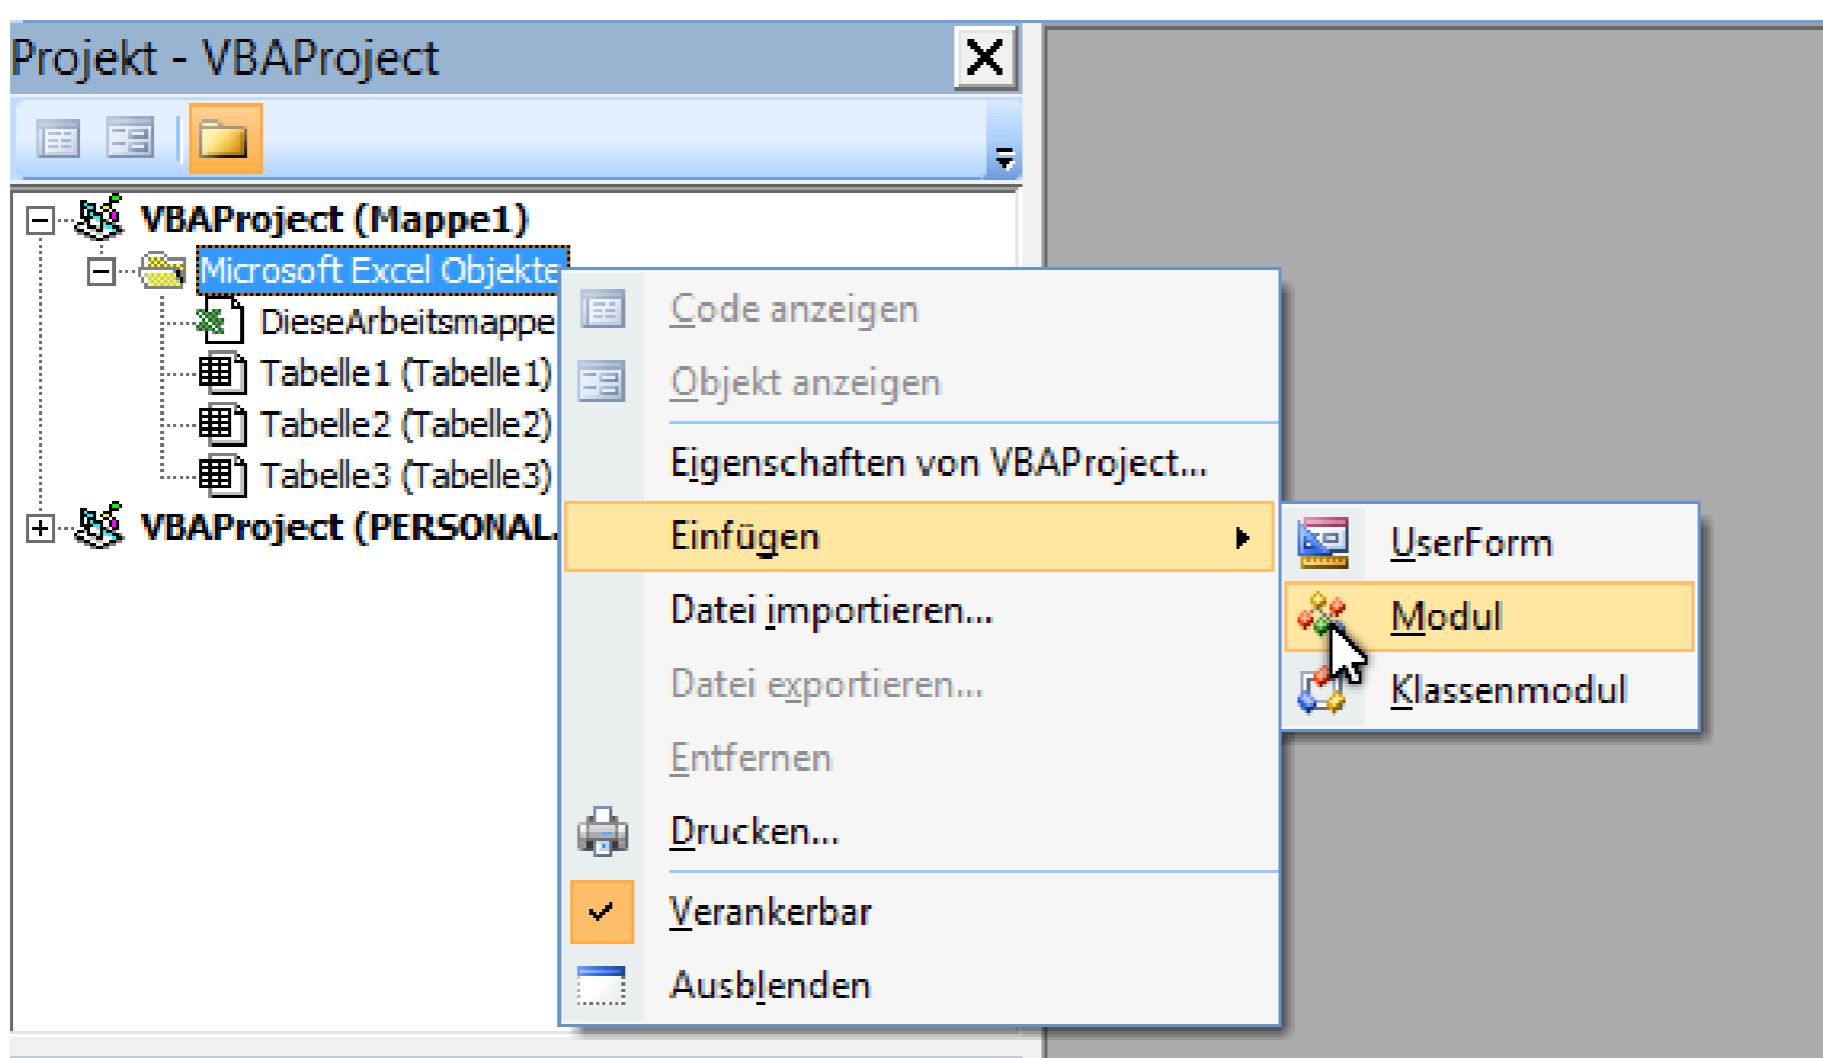 Projekt - VBAProject
VBAProject (Mappe1)
Microsoft Excel Objekte
DieseArbeitsmappe
Tabelle1 (Tabelle1)
Tabelle2 (Tabelle2)
Tabelle3 (Tabelle3)
VBAProject (PERSONAL.
Code anzeigen
Objekt anzeigen
Eigenschaften von VBAProject...
Einfügen
Datei importieren...
Datei exportieren...
Entfernen
Drucken...
Verankerbar
Ausblenden
UserForm
Modul
Klassenmodul